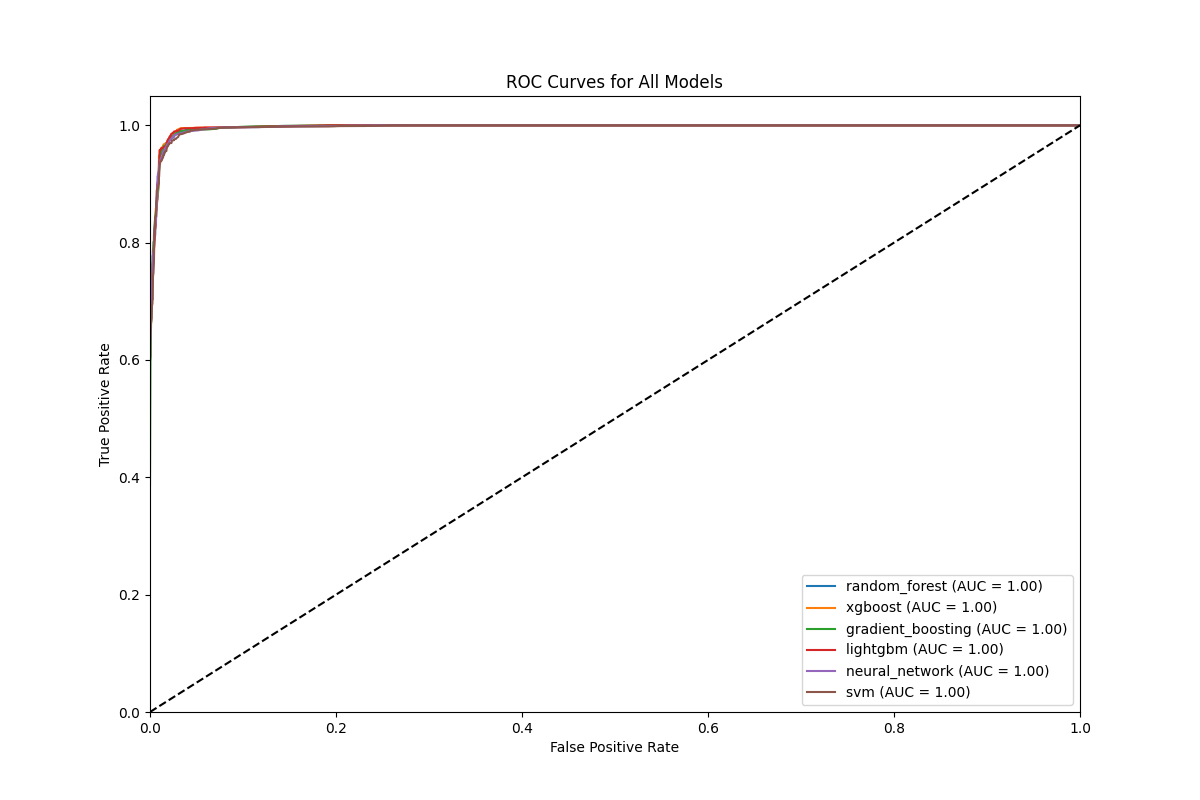 ROC Curves for All Models
True Positive Rate
1.0
0.8
0.6
0.4
0.2
0.0
0.0 0.2 0.4 0.6 0.8 1.0
False Positive Rate
random_forest (AUC = 1.00)
xgboost (AUC = 1.00)
gradient_boosting (AUC = 1.00)
lightgbm (AUC = 1.00)
neural_network (AUC = 1.00)
svm (AUC = 1.00)